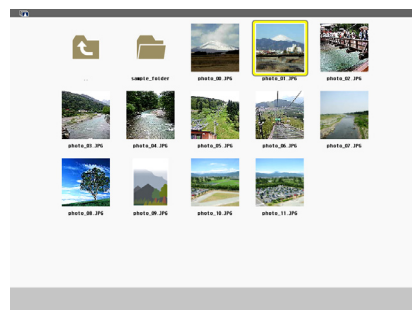 ..
sample_folder
photo_00.JPG
photo_01.JPG
photo_02.JPG
photo_03.JPG
photo_04.JPG
photo_05.JPG
photo_06.JPG
photo_07.JPG
photo_08.JPG
photo_09.JPG
photo_10.JPG
photo_11.JPG